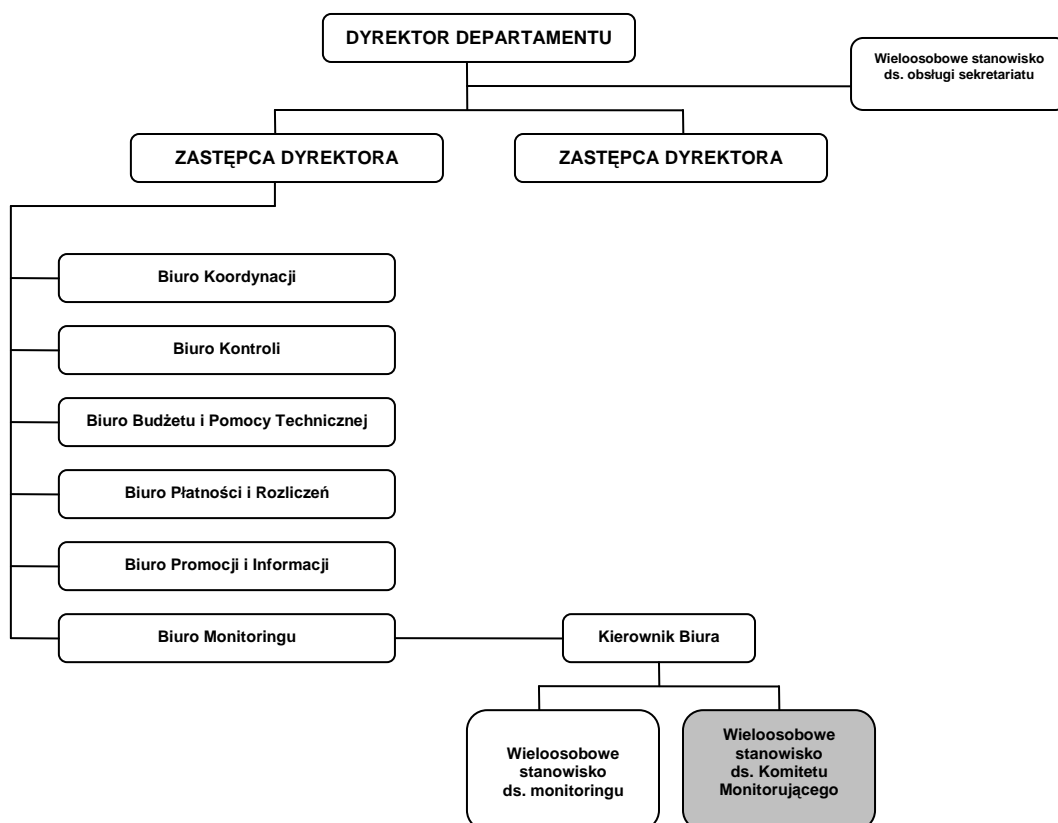 DYREKTOR DEPARTAMENTU
Wieloosobowe stanowisko
ds. obsługi sekretariatu
ZASTĘPCA DYREKTORA
ZASTĘPCA DYREKTORA
Biuro Koordynacji
Biuro Kontroli
Biuro Budżetu i Pomocy Technicznej
Biuro Płatności i Rozliczeń
Biuro Promocji i Informacji
Biuro Monitoringu
Kierownik Biura
Wieloosobowe
stanowisko
ds. monitoringu
Wieloosobowe
stanowisko
ds. Komitetu
Monitorującego